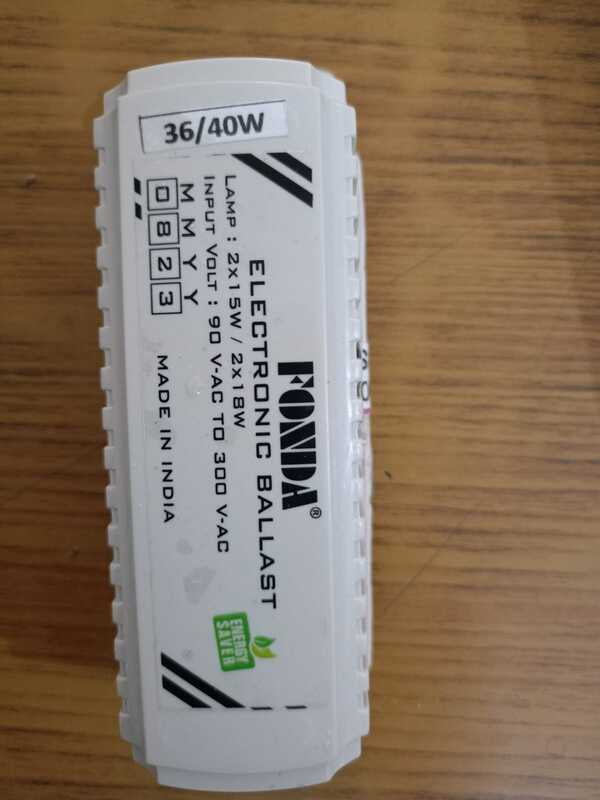 36/40W
FONDA®
ELECTRONIC BALLAST
LAMP : 2x15W / 2x18W
INPUT VOLT : 90 V-AC TO 300 V-AC
M M Y Y
0 8 2 3
MADE IN INDIA
ENERGY
SAVER